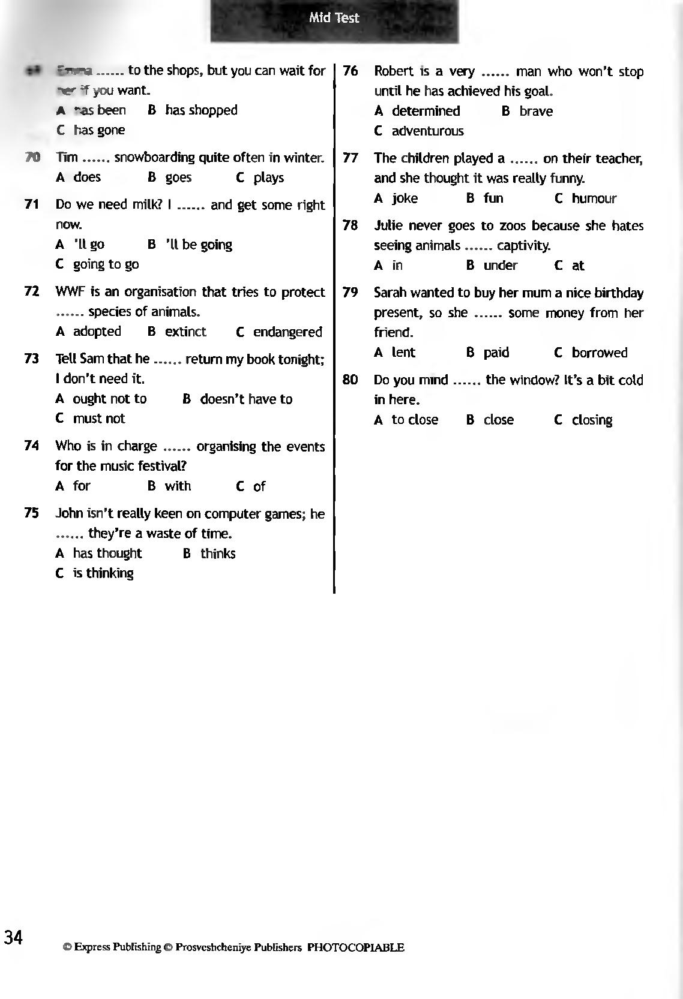 Mid Test
...... to the shops, but you can wait for
if you want.
A has been B has shopped
C has gone
70 Tim ...... snowboarding quite often in winter.
A does B goes C plays
71 Do we need milk? I ...... and get some right
now.
A 'll go B 'll be going
C going to go
72 WWF is an organisation that tries to protect
...... species of animals.
A adopted B extinct C endangered
73 Tell Sam that he ...... return my book tonight;
I don't need it.
A ought not to B doesn't have to
C must not
74 Who is in charge ...... organising the events
for the music festival?
A for B with C of
75 John isn't really keen on computer games; he
...... they're a waste of time.
A has thought B thinks
C is thinking
76 Robert is a very ...... man who won't stop
until he has achieved his goal.
A determined B brave
C adventurous
77 The children played a ...... on their teacher,
and she thought it was really funny.
A joke B fun C humour
78 Julie never goes to zoos because she hates
seeing animals ...... captivity.
A in B under C at
79 Sarah wanted to buy her mum a nice birthday
present, so she ...... some money from her
friend.
A lent B paid C borrowed
80 Do you mind ...... the window? It's a bit cold
in here.
A to close B close C closing
34
© Express Publishing © Prosveshcheniye Publishers PHOTOCOPIABLE